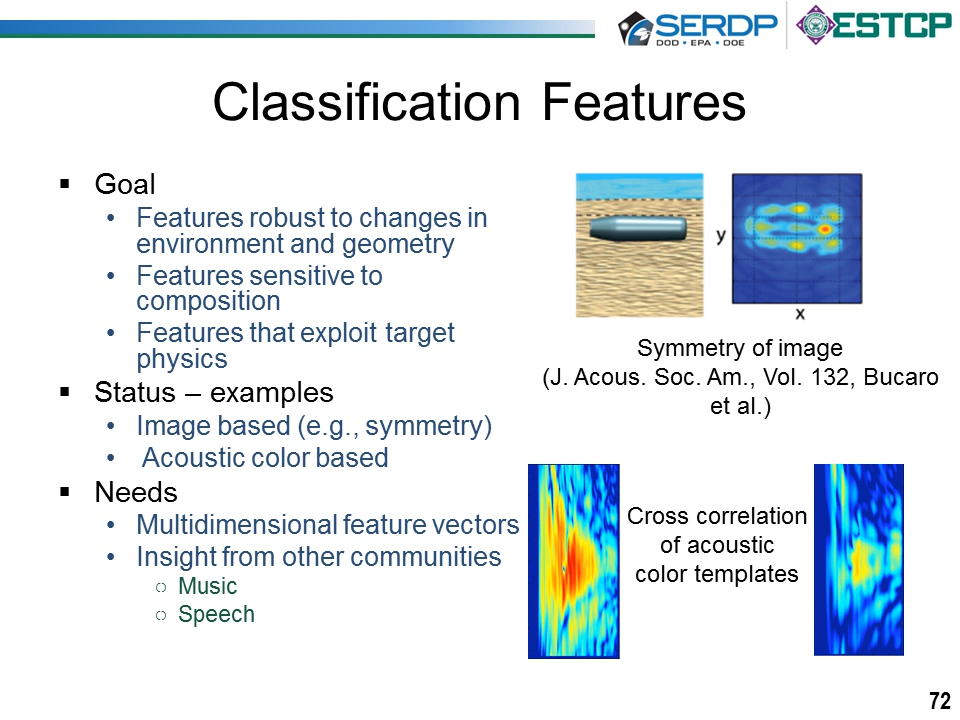 SERDP
DOD • EPA • DOE
ESTCP
Classification Features
▪ Goal
• Features robust to changes in
environment and geometry
• Features sensitive to
composition
• Features that exploit target
physics
▪ Status – examples
• Image based (e.g., symmetry)
• Acoustic color based
▪ Needs
• Multidimensional feature vectors
• Insight from other communities
○ Music
○ Speech
y
x
Symmetry of image
(J. Acous. Soc. Am., Vol. 132, Bucaro
et al.)
Cross correlation
of acoustic
color templates
72